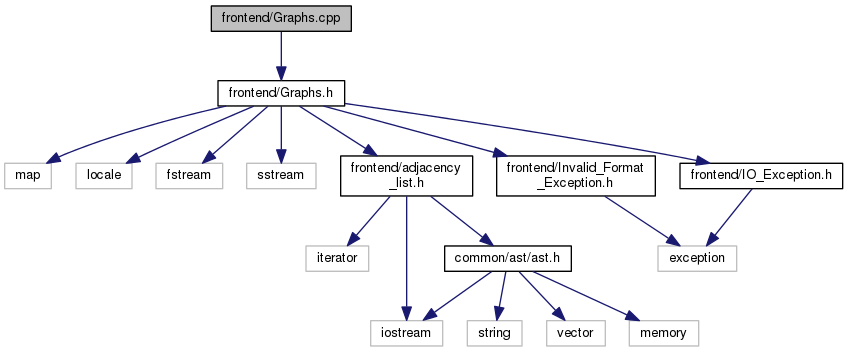 frontend/Graphs.cpp
frontend/Graphs.h
map
locale
fstream
sstream
frontend/adjacency
_list.h
frontend/Invalid_Format
_Exception.h
frontend/IO_Exception.h
iterator
common/ast/ast.h
exception
iostream
string
vector
memory